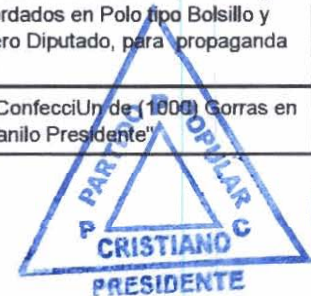 ordados en Polo tipo Bolsillo y
ero Diputado, para propaganda
ConfecciUn de (1000) Gorras en
anilo Presidente"
PARTIDO POPULAR
P C
CRISTIANO
PRESIDENTE